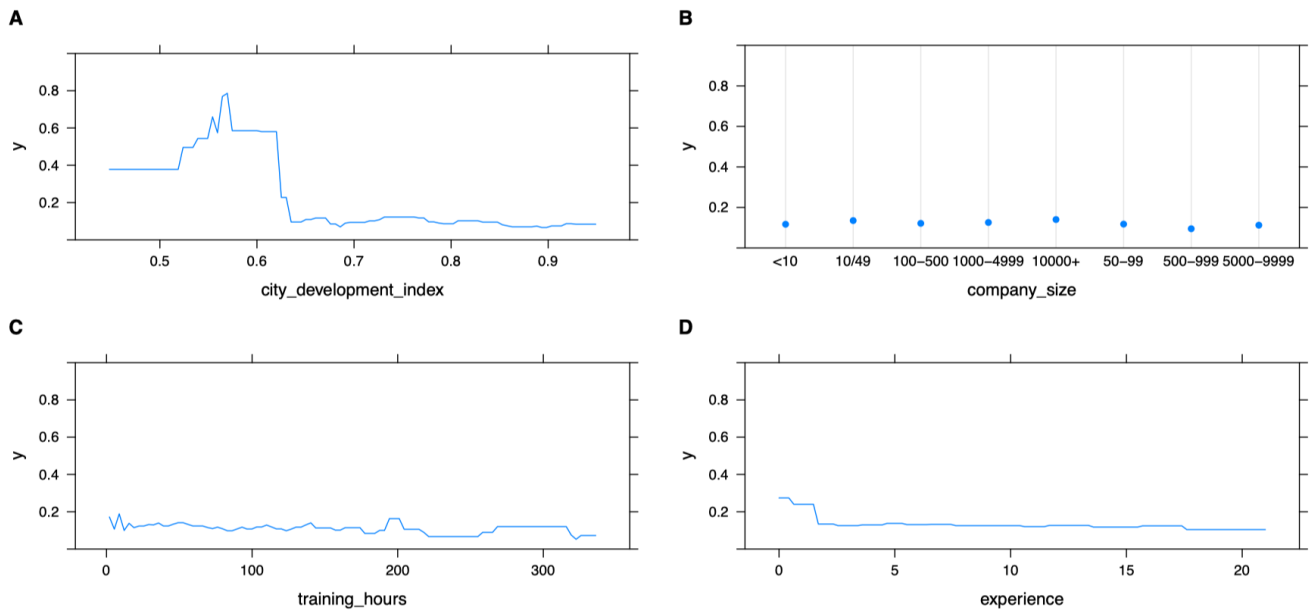 A
y
0.8
0.6
0.4
0.2
0.5 0.6 0.7 0.8 0.9
city_development_index
B
y
0.8
0.6
0.4
0.2
<10 10/49 100−500 1000−4999 10000+ 50−99 500−999 5000−9999
company_size
C
y
0.8
0.6
0.4
0.2
0 100 200 300
training_hours
D
y
0.8
0.6
0.4
0.2
0 5 10 15 20
experience